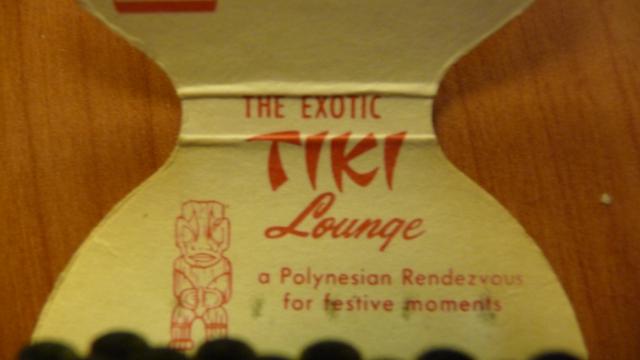 THE EXOTIC
TIKI
Lounge
a Polynesian Rendezvous
for festive moments